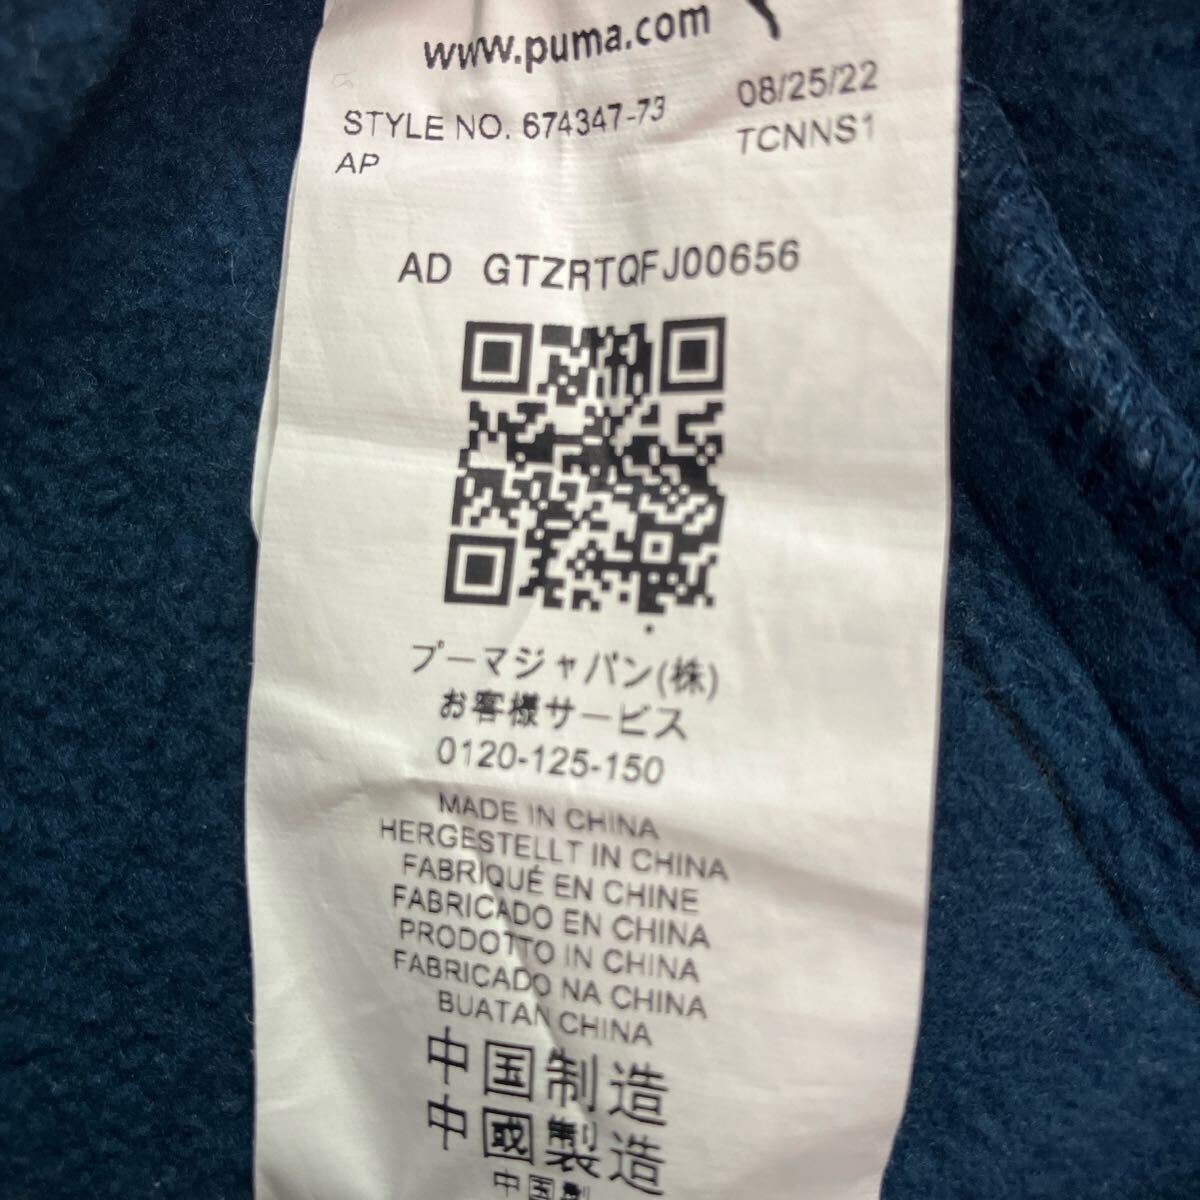 www.puma.com
STYLE NO. 674347-73
08/25/22
AP
TCNNS1
AD GTZRTQFJ00656
プーマジャパン(株)
お客様サービス
0120-125-150
MADE IN CHINA
HERGESTELLT IN CHINA
FABRIQUÉ EN CHINE
FABRICADO EN CHINA
PRODOTTO IN CHINA
FABRICADO NA CHINA
BUATAN CHINA
中国制造
中國製造
中国製